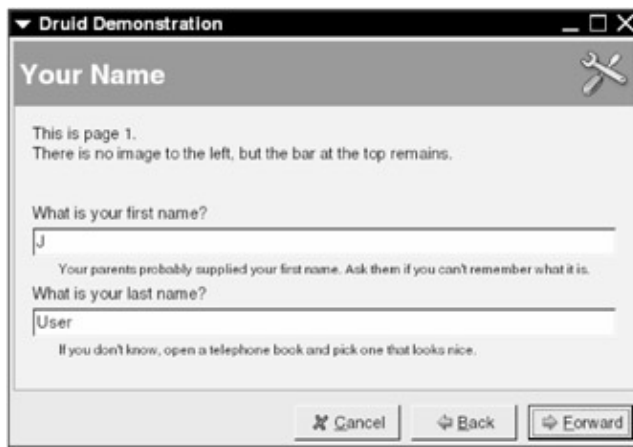 Druid Demonstration
Your Name
This is page 1.
There is no image to the left, but the bar at the top remains.
What is your first name?
J
Your parents probably supplied your first name. Ask them if you can't remember what it is.
What is your last name?
User
If you don't know, open a telephone book and pick one that looks nice.
Cancel Back Forward